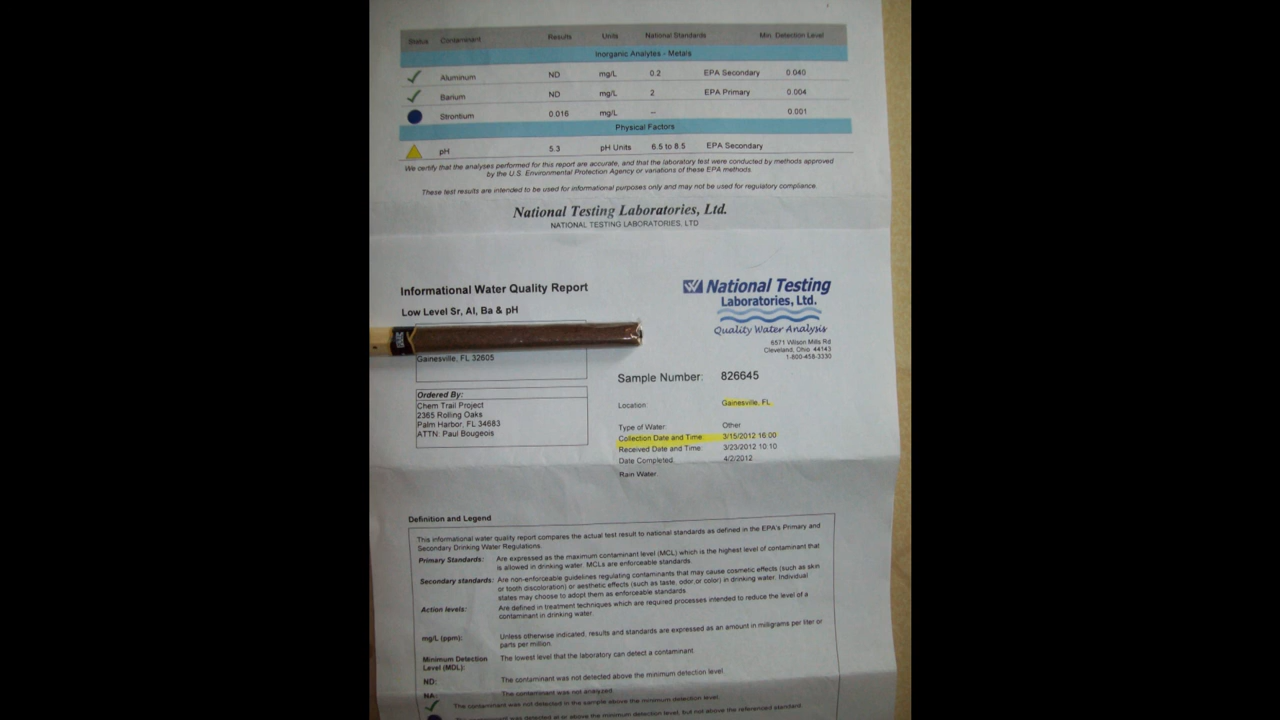 Status Contaminant Results Units National Standards Min. Detection Level
Inorganic Analytes - Metals
Aluminum ND mg/L 0.2 EPA Secondary 0.040
Barium ND mg/L 2 EPA Primary 0.004
Strontium 0.016 mg/L -- 0.001
Physical Factors
pH 5.3 pH Units 6.5 to 8.5 EPA Secondary
We certify that the analyses performed for this report are accurate, and that the laboratory test were conducted by methods approved
by the U.S. Environmental Protection Agency or variations of these EPA methods.
These test results are intended to be used for informational purposes only and may not be used for regulatory compliance.
National Testing Laboratories, Ltd.
NATIONAL TESTING LABORATORIES, LTD
Informational Water Quality Report
Low Level Sr, Al, Ba & pH
National Testing
Laboratories, Ltd.
Quality Water Analysis
6571 Wilson Mills Rd
Cleveland, Ohio 44143
1-800-458-3330
Gainesville, FL 32605
Ordered By:
Chem Trail Project
2365 Rolling Oaks
Palm Harbor, FL 34683
ATTN: Paul Bougeois
Sample Number: 826645
Location: Gainesville, FL
Type of Water: Other
Collection Date and Time: 3/15/2012 16:00
Received Date and Time: 3/23/2012 10:10
Date Completed: 4/2/2012
Rain Water.
Definition and Legend
This informational water quality report compares the actual test result to national standards as defined in the EPA's Primary and
Secondary Drinking Water Regulations.
Primary Standards: Are expressed as the maximum contaminant level (MCL) which is the highest level of contaminant that
is allowed in drinking water. MCLs are enforceable standards.
Secondary standards: Are non-enforceable guidelines regulating contaminants that may cause cosmetic effects (such as skin
or tooth discoloration) or aesthetic effects (such as taste, odor,or color) in drinking water. Individual
states may choose to adopt them as enforceable standards.
Action levels: Are defined in treatment techniques which are required processes intended to reduce the level of a
contaminant in drinking water.
mg/L (ppm): Unless otherwise indicated, results and standards are expressed as an amount in milligrams per liter or
parts per million.
Minimum Detection
Level (MDL): The lowest level that the laboratory can detect a contaminant.
ND: The contaminant was not detected above the minimum detection level.
NA: The contaminant was not analyzed.
The contaminant was not detected in the sample above the minimum detection level.
The contaminant was detected at or above the minimum detection level, but not above the referenced standard.